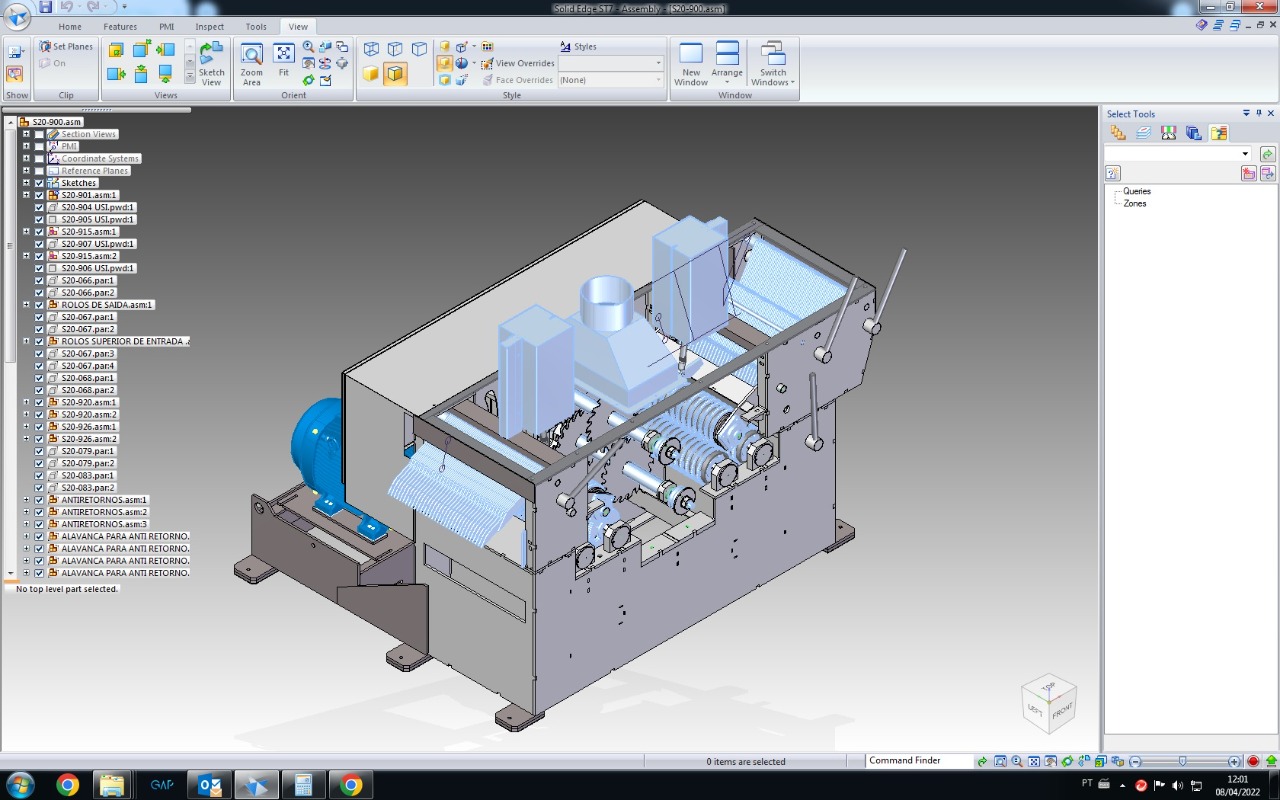 Solid Edge ST7 - Assembly - [S20-900.asm]
Home Features PMI Inspect Tools View
Set Planes
On
Show
Clip
Sketch View
Views
Zoom Area
Fit
Orient
Styles
View Overrides
Face Overrides
(None)
Style
New Window
Arrange
Switch Windows
Window
S20-900.asm
Section Views
PMI
Coordinate Systems
Reference Planes
Sketches
S20-901.asm:1
S20-904 USI.pwd:1
S20-905 USI.pwd:1
S20-915.asm:1
S20-907 USI.pwd:1
S20-915.asm:2
S20-906 USI.pwd:1
S20-066.par:1
S20-066.par:2
ROLOS DE SAIDA.asm:1
S20-067.par:1
S20-067.par:2
ROLOS SUPERIOR DE ENTRADA .a
S20-067.par:3
S20-067.par:4
S20-068.par:1
S20-068.par:2
S20-920.asm:1
S20-920.asm:2
S20-926.asm:1
S20-926.asm:2
S20-079.par:1
S20-079.par:2
S20-083.par:1
S20-083.par:2
ANTIRETORNOS.asm:1
ANTIRETORNOS.asm:2
ANTIRETORNOS.asm:3
ALAVANCA PARA ANTI RETORNO.
ALAVANCA PARA ANTI RETORNO.
ALAVANCA PARA ANTI RETORNO.
ALAVANCA PARA ANTI RETORNO.
No top level part selected.
Select Tools
Queries
Zones
TOP
LEFT
FRONT
0 items are selected
Command Finder
GAP
PT
12:01
08/04/2022